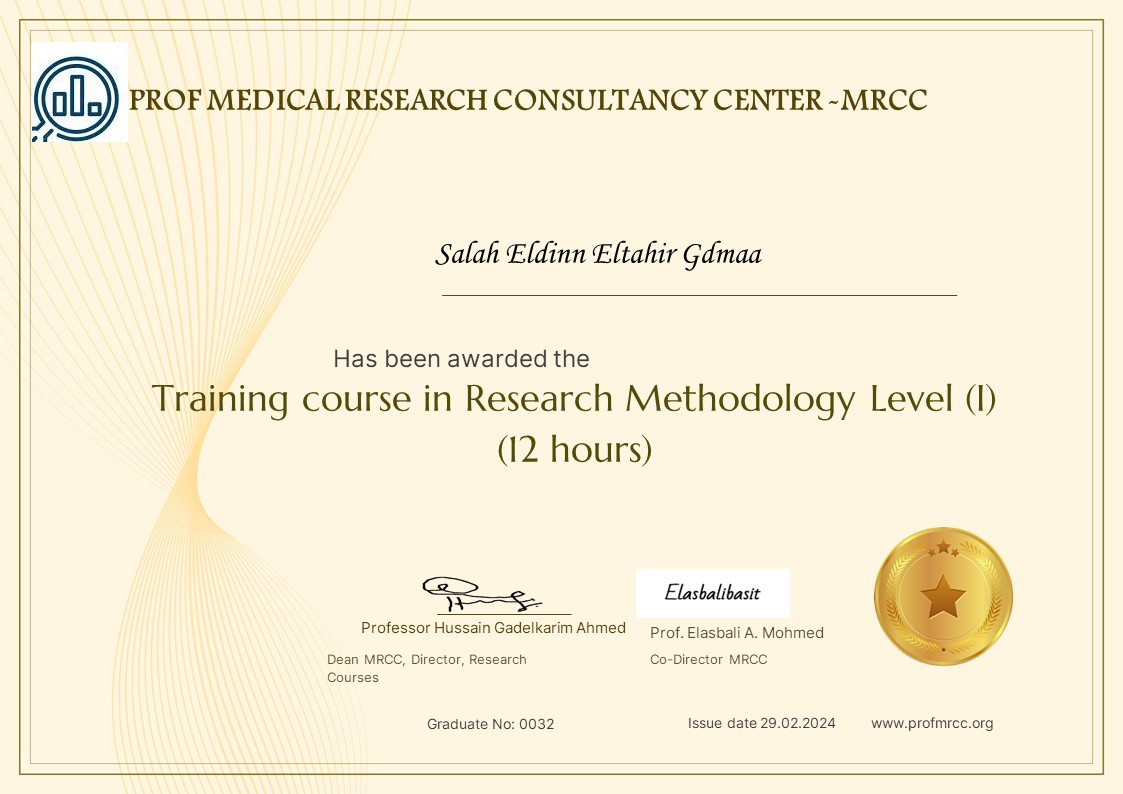 PROF MEDICAL RESEARCH CONSULTANCY CENTER ~MRCC
Salah Eldinn Eltahir Gdmaa
Has been awarded the
Training course in Research Methodology Level (I)
(12 hours)
Elasbalibasit
Professor Hussain Gadelkarim Ahmed
Prof. Elasbali A. Mohmed
Dean MRCC, Director, Research
Courses
Co-Director MRCC
Graduate No: 0032
Issue date 29.02.2024
www.profmrcc.org